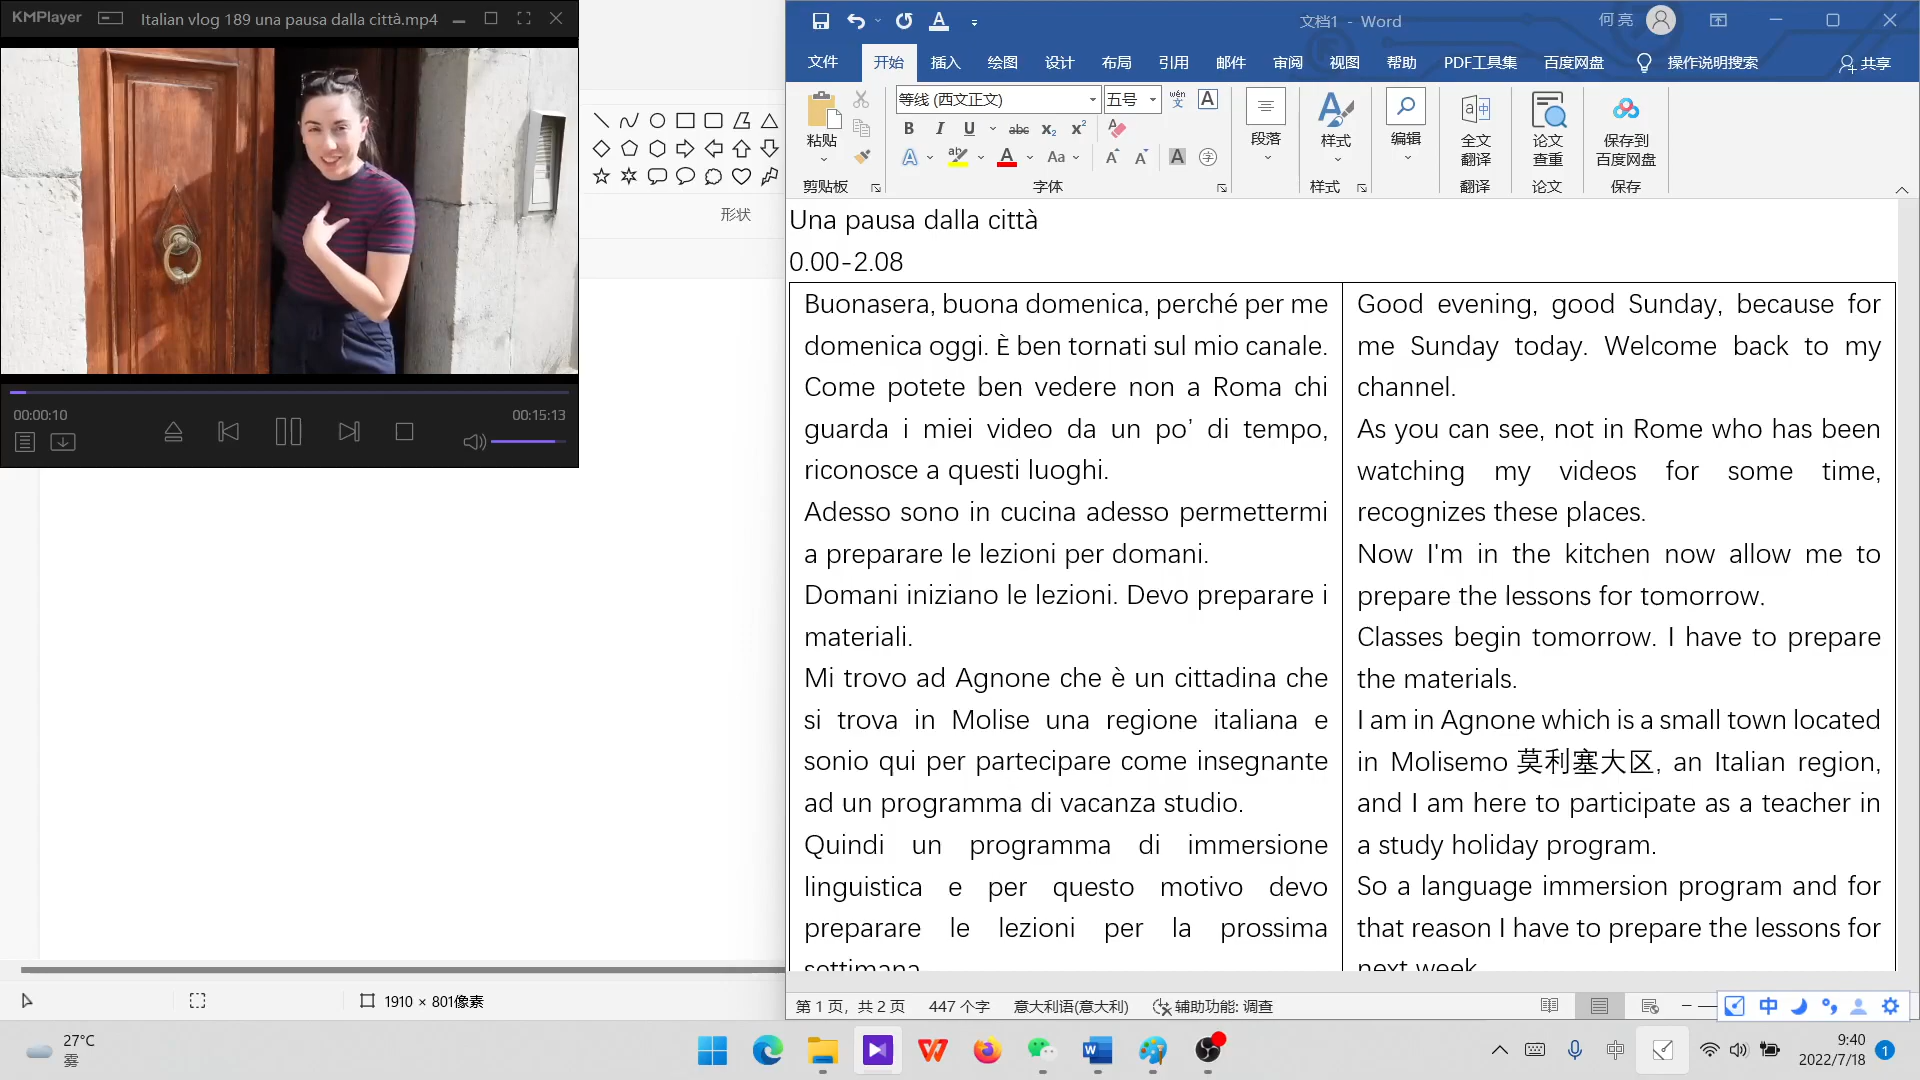 KMPlayer
Italian vlog 189 una pausa dalla città.mp4
00:00:10
00:15:13
形状
1910 × 801像素
文档1 - Word
何 亮
文件
开始
插入
绘图
设计
布局
引用
邮件
审阅
视图
帮助
PDF工具集
百度网盘
操作说明搜索
共享
粘贴
剪贴板
等线 (西文正文)
五号
wén
文
A
B
I
U
abc
x₂
x²
A
ab
A
Aa
A
A
A
字
字体
段落
样式
样式
编辑
全文
翻译
翻译
论文
查重
论文
保存到
百度网盘
保存
Una pausa dalla città
0.00-2.08
Buonasera, buona domenica, perché per me
domenica oggi. È ben tornati sul mio canale.
Come potete ben vedere non a Roma chi
guarda i miei video da un po’ di tempo,
riconosce a questi luoghi.
Adesso sono in cucina adesso permettermi
a preparare le lezioni per domani.
Domani iniziano le lezioni. Devo preparare i
materiali.
Mi trovo ad Agnone che è un cittadina che
si trova in Molise una regione italiana e
sonio qui per partecipare come insegnante
ad un programma di vacanza studio.
Quindi un programma di immersione
linguistica e per questo motivo devo
preparare le lezioni per la prossima
settimana.
Good evening, good Sunday, because for
me Sunday today. Welcome back to my
channel.
As you can see, not in Rome who has been
watching my videos for some time,
recognizes these places.
Now I'm in the kitchen now allow me to
prepare the lessons for tomorrow.
Classes begin tomorrow. I have to prepare
the materials.
I am in Agnone which is a small town located
in Molisemo 莫利塞大区, an Italian region,
and I am here to participate as a teacher in
a study holiday program.
So a language immersion program and for
that reason I have to prepare the lessons for
next week
第 1 页，共 2 页
447 个字
意大利语(意大利)
辅助功能: 调查
中
27°C
雾
中
9:40
2022/7/18
1